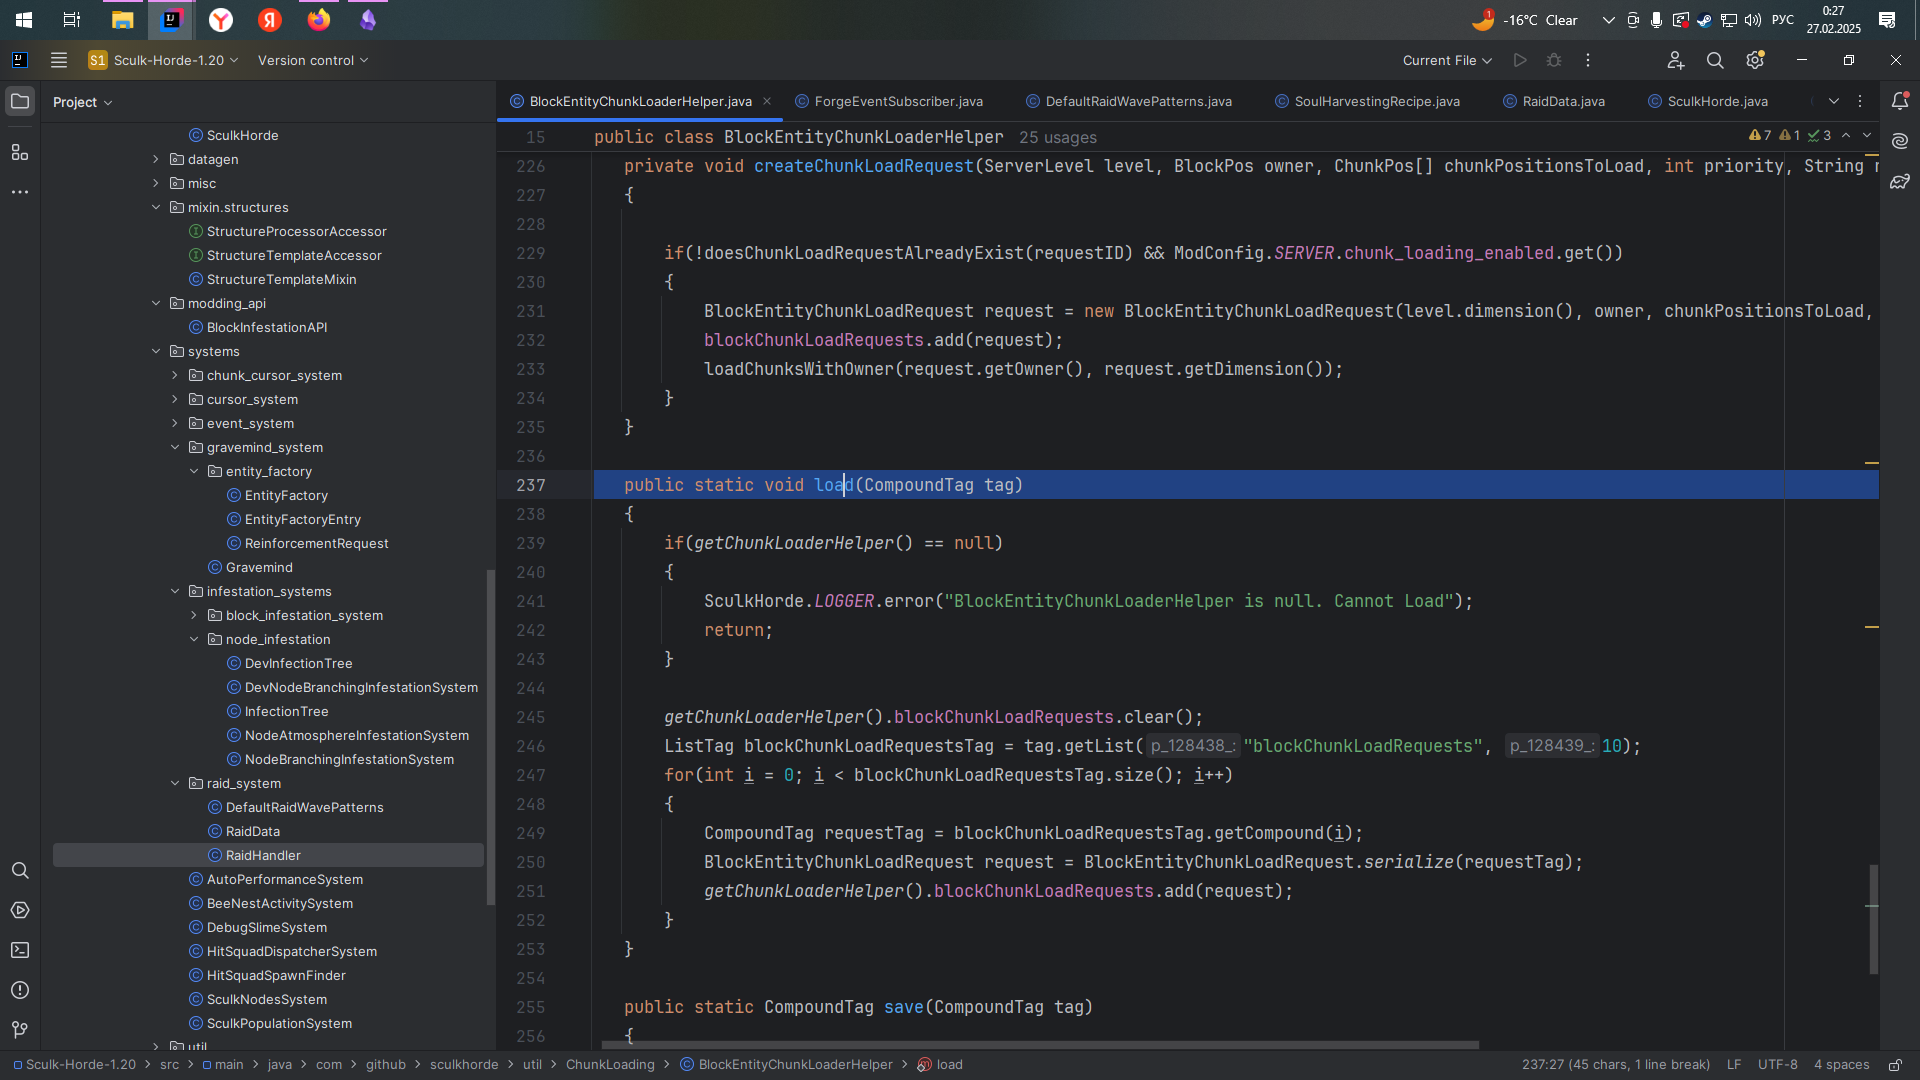 -16°C Clear
РУС
0:27
27.02.2025
S1 Sculk-Horde-1.20
Version control
Current File
Project
BlockEntityChunkLoaderHelper.java
ForgeEventSubscriber.java
DefaultRaidWavePatterns.java
SoulHarvestingRecipe.java
RaidData.java
SculkHorde.java
SculkHorde
datagen
misc
mixin.structures
StructureProcessorAccessor
StructureTemplateAccessor
StructureTemplateMixin
modding_api
BlockInfestationAPI
systems
chunk_cursor_system
cursor_system
event_system
gravemind_system
entity_factory
EntityFactory
EntityFactoryEntry
ReinforcementRequest
Gravemind
infestation_systems
block_infestation_system
node_infestation
DevInfectionTree
DevNodeBranchingInfestationSystem
InfectionTree
NodeAtmosphereInfestationSystem
NodeBranchingInfestationSystem
raid_system
DefaultRaidWavePatterns
RaidData
RaidHandler
AutoPerformanceSystem
BeeNestActivitySystem
DebugSlimeSystem
HitSquadDispatcherSystem
HitSquadSpawnFinder
SculkNodesSystem
SculkPopulationSystem
util
15 public class BlockEntityChunkLoaderHelper 25 usages
7 1 3
226 private void createChunkLoadRequest(ServerLevel level, BlockPos owner, ChunkPos[] chunkPositionsToLoad, int priority, String
227 {
228
229 if(!doesChunkLoadRequestAlreadyExist(requestID) && ModConfig.SERVER.chunk_loading_enabled.get())
230 {
231 BlockEntityChunkLoadRequest request = new BlockEntityChunkLoadRequest(level.dimension(), owner, chunkPositionsToLoad,
232 blockChunkLoadRequests.add(request);
233 loadChunksWithOwner(request.getOwner(), request.getDimension());
234 }
235 }
236
237 public static void load(CompoundTag tag)
238 {
239 if(getChunkLoaderHelper() == null)
240 {
241 SculkHorde.LOGGER.error("BlockEntityChunkLoaderHelper is null. Cannot Load");
242 return;
243 }
244
245 getChunkLoaderHelper().blockChunkLoadRequests.clear();
246 ListTag blockChunkLoadRequestsTag = tag.getList( p_128438_: "blockChunkLoadRequests", p_128439_: 10);
247 for(int i = 0; i < blockChunkLoadRequestsTag.size(); i++)
248 {
249 CompoundTag requestTag = blockChunkLoadRequestsTag.getCompound(i);
250 BlockEntityChunkLoadRequest request = BlockEntityChunkLoadRequest.serialize(requestTag);
251 getChunkLoaderHelper().blockChunkLoadRequests.add(request);
252 }
253 }
254
255 public static CompoundTag save(CompoundTag tag)
256 {
Sculk-Horde-1.20 > src > main > java > com > github > sculkhorde > util > ChunkLoading > BlockEntityChunkLoaderHelper > load
237:27 (45 chars, 1 line break) LF UTF-8 4 spaces